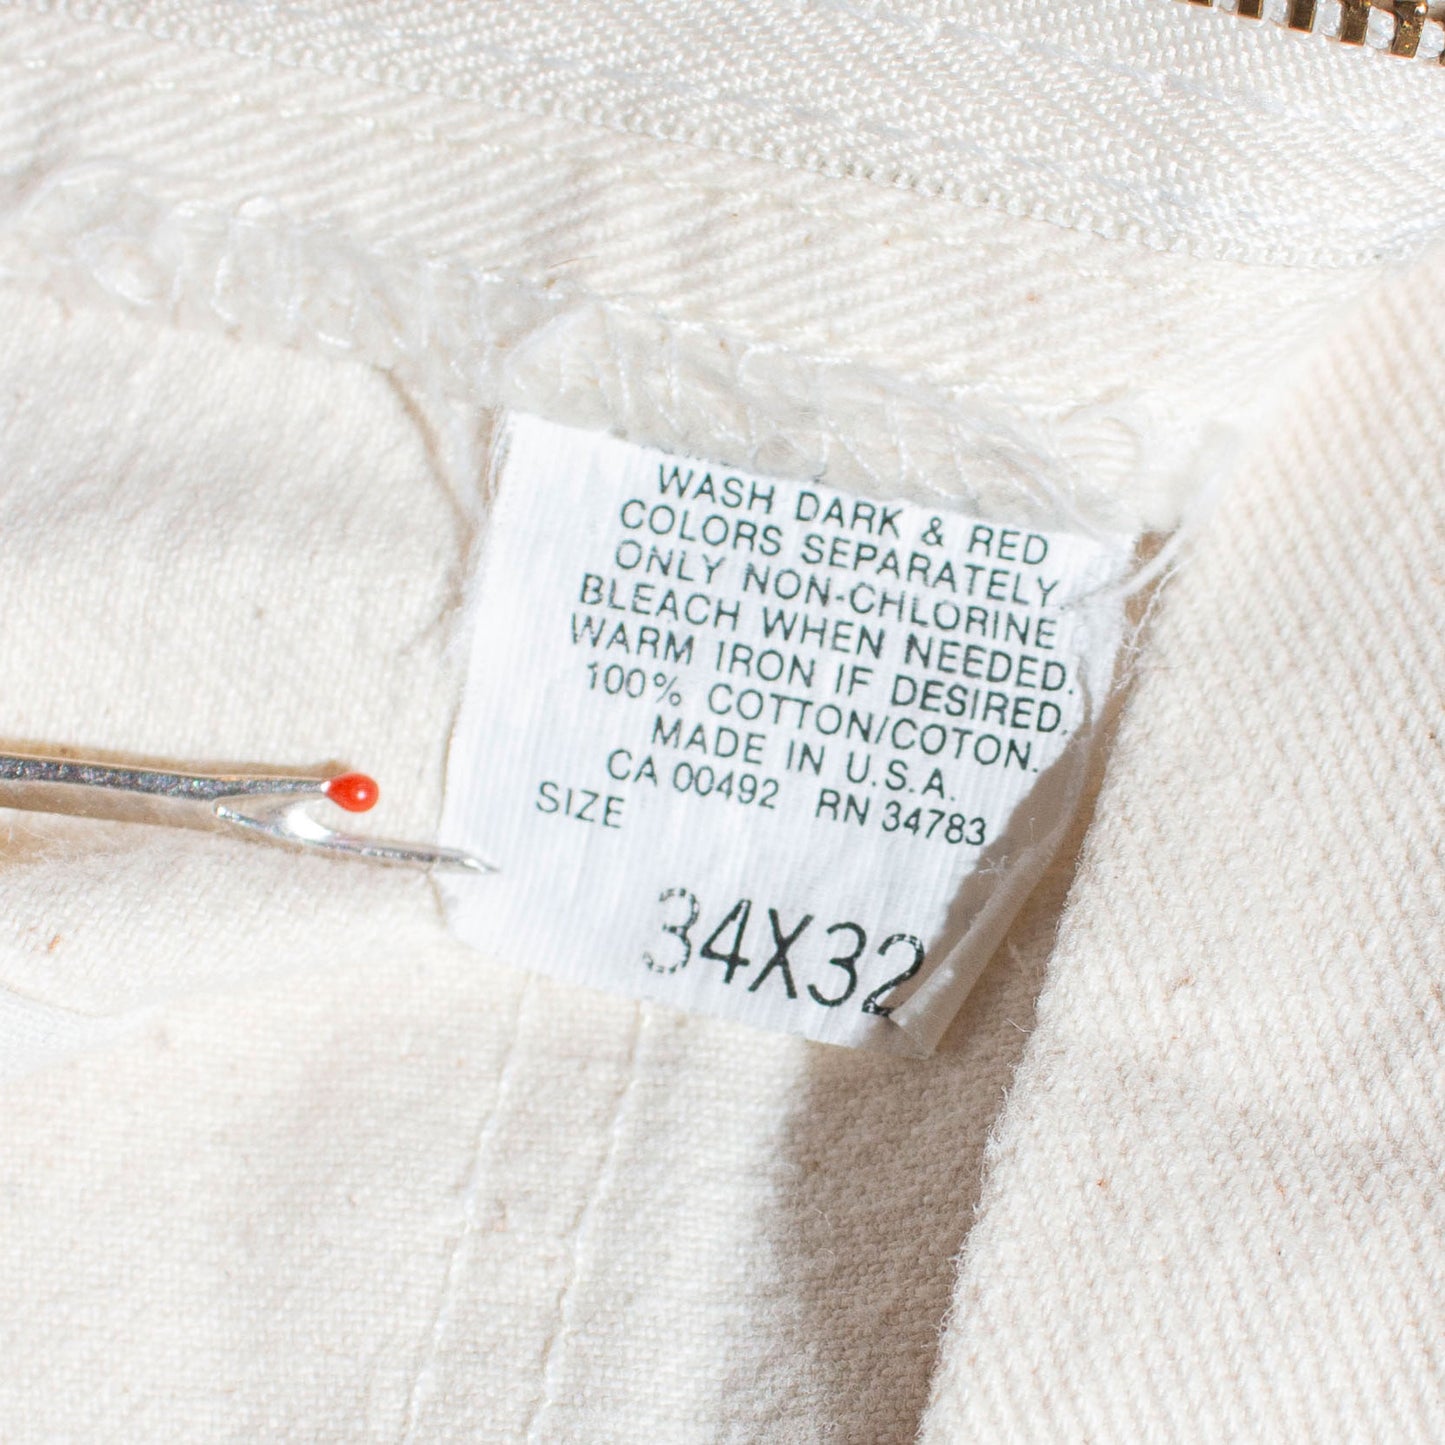 WASH DARK & RED
COLORS SEPARATELY.
ONLY NON-CHLORINE
BLEACH WHEN NEEDED.
WARM IRON IF DESIRED.
100% COTTON/COTON.
MADE IN U.S.A.
CA 00492 RN 34783
SIZE
34X32